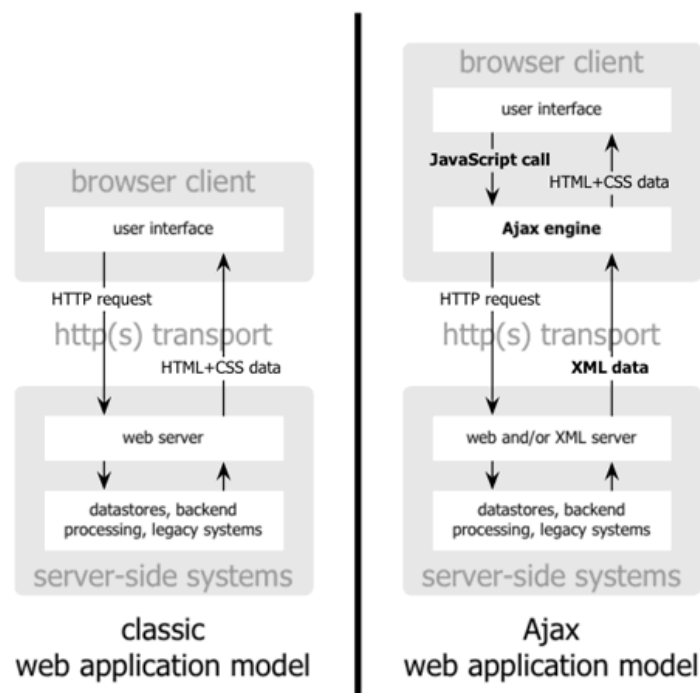 browser client
user interface
HTTP request
http(s) transport
HTML+CSS data
web server
datastores, backend
processing, legacy systems
server-side systems
classic
web application model
browser client
user interface
JavaScript call
HTML+CSS data
Ajax engine
HTTP request
http(s) transport
XML data
web and/or XML server
datastores, backend
processing, legacy systems
server-side systems
Ajax
web application model